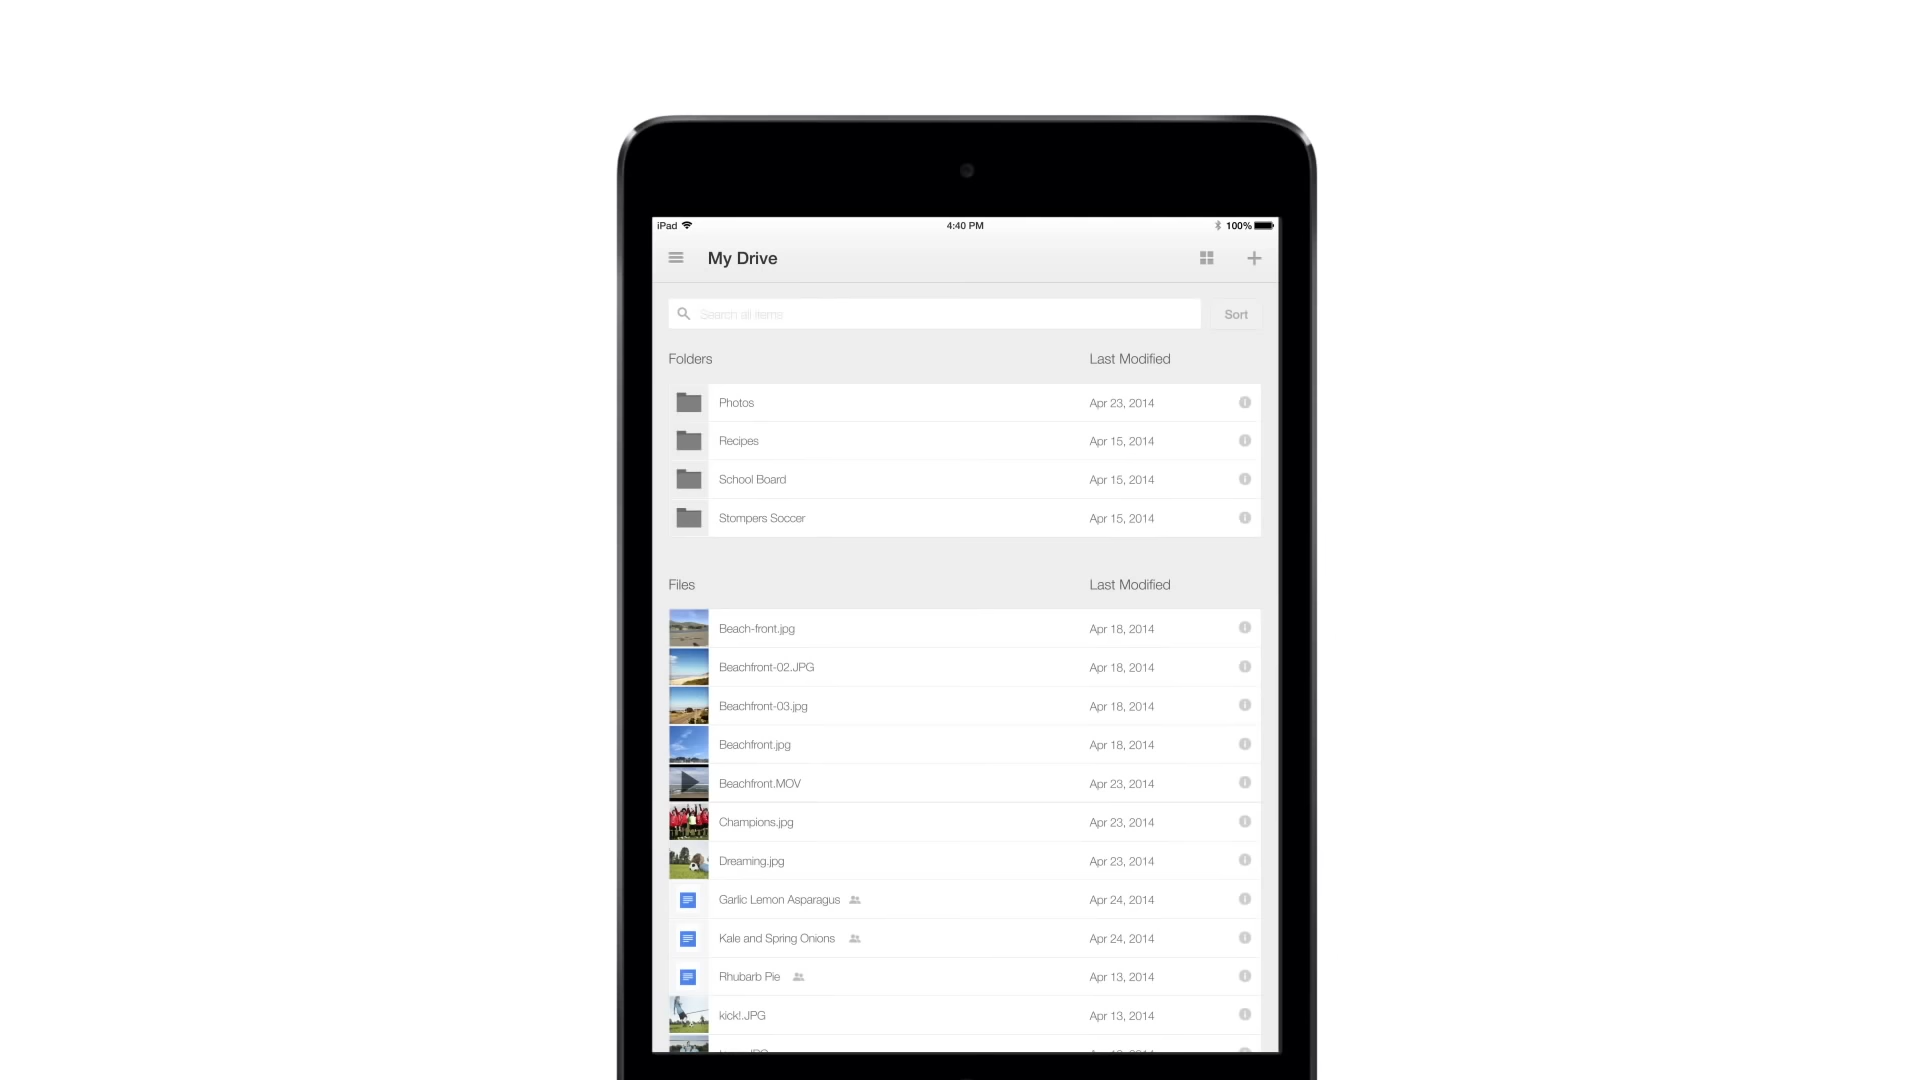 iPad 4:40 PM 100%
My Drive
Search all items Sort
Folders Last Modified
Photos Apr 23, 2014
Recipes Apr 15, 2014
School Board Apr 15, 2014
Stompers Soccer Apr 15, 2014
Files Last Modified
Beach-front.jpg Apr 18, 2014
Beachfront-02.JPG Apr 18, 2014
Beachfront-03.jpg Apr 18, 2014
Beachfront.jpg Apr 18, 2014
Beachfront.MOV Apr 23, 2014
Champions.jpg Apr 23, 2014
Dreaming.jpg Apr 23, 2014
Garlic Lemon Asparagus Apr 24, 2014
Kale and Spring Onions Apr 24, 2014
Rhubarb Pie Apr 13, 2014
kick!.JPG Apr 13, 2014